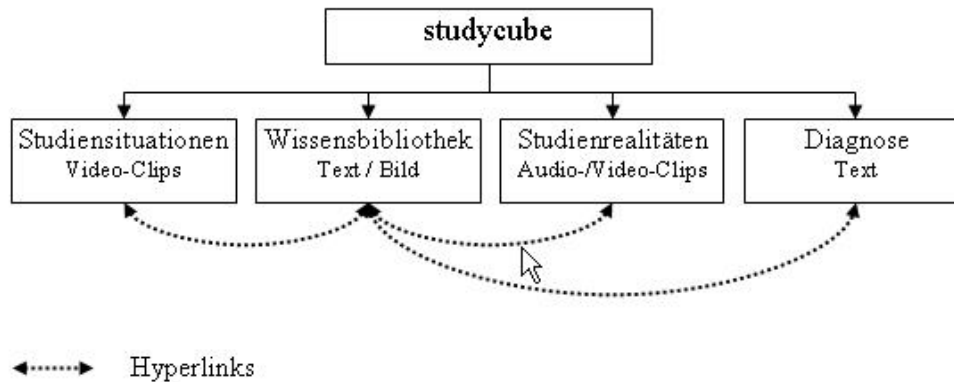 studycube
Studiensituationen
Video-Clips
Wissensbibliothek
Text / Bild
Studienrealitäten
Audio-/Video-Clips
Diagnose
Text
Hyperlinks